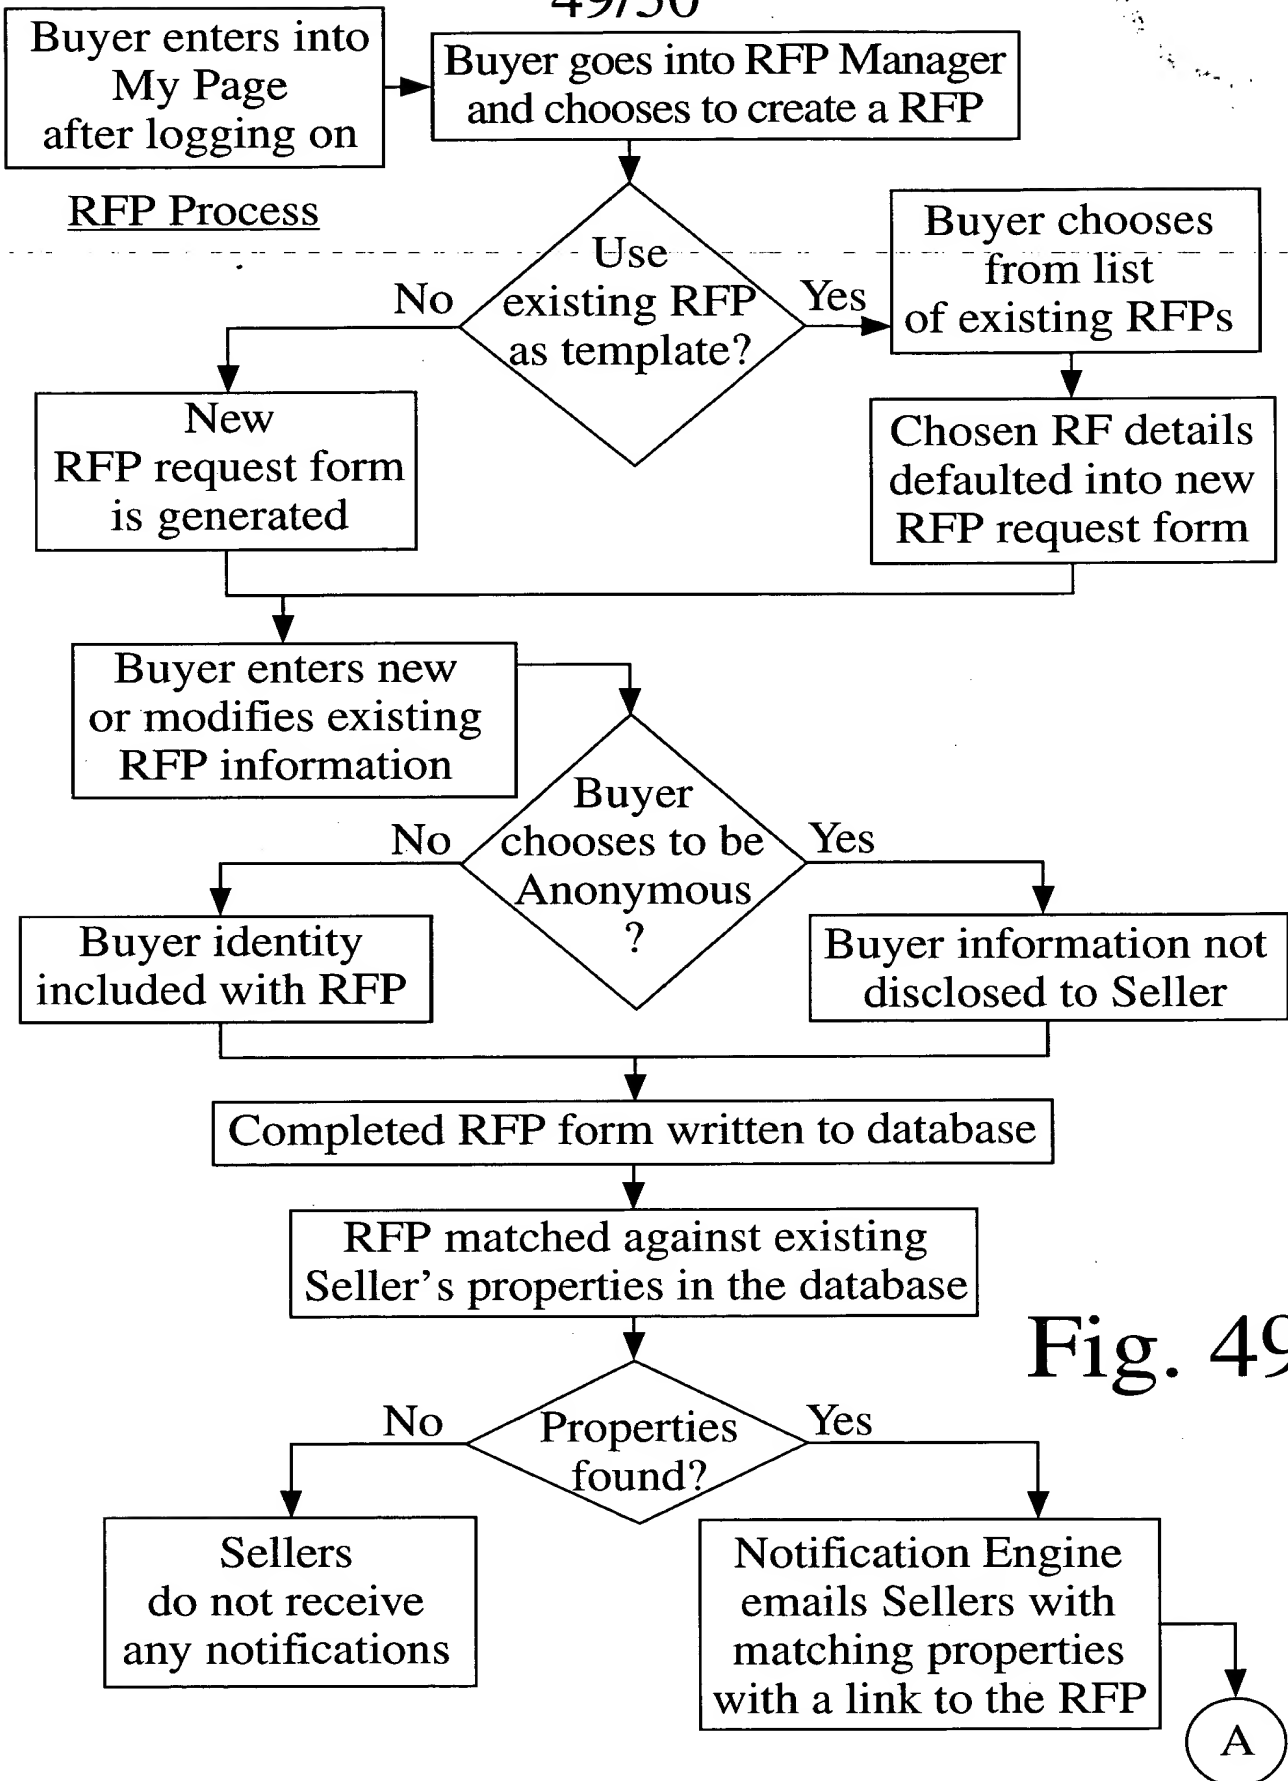 49/50
Buyer enters into
My Page
after logging on
Buyer goes into RFP Manager
and chooses to create a RFP
RFP Process
Use
existing RFP
as template?
No
Yes
Buyer chooses
from list
of existing RFPs
New
RFP request form
is generated
Chosen RF details
defaulted into new
RFP request form
Buyer enters new
or modifies existing
RFP information
Buyer
chooses to be
Anonymous
?
No
Yes
Buyer identity
included with RFP
Buyer information not
disclosed to Seller
Completed RFP form written to database
RFP matched against existing
Seller's properties in the database
Fig. 49
Properties
found?
No
Yes
Sellers
do not receive
any notifications
Notification Engine
emails Sellers with
matching properties
with a link to the RFP
A